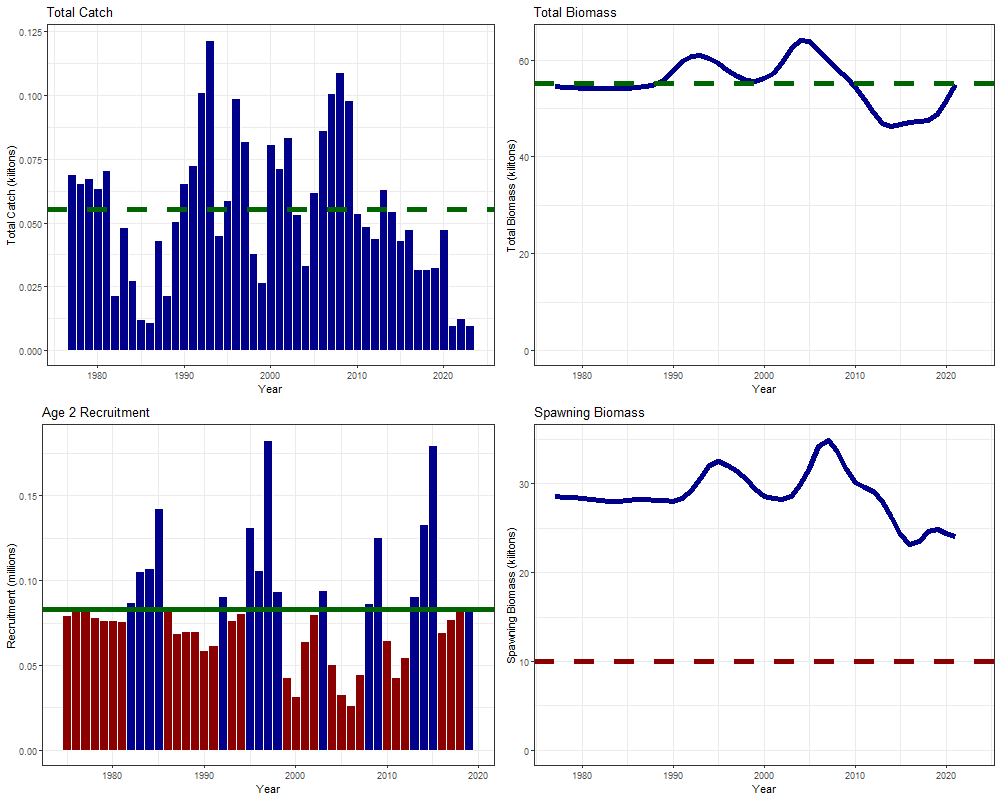 Total Catch
Total Catch (kilitons)
0.125
0.100
0.075
0.050
0.025
0.000
1980 1990 2000 2010 2020
Year
Total Biomass
Total Biomass (kilitons)
60
40
20
0
1980 1990 2000 2010 2020
Year
Age 2 Recruitment
Recruitment (millions)
0.15
0.10
0.05
0.00
1980 1990 2000 2010 2020
Year
Spawning Biomass
Spawning Biomass (kilitons)
30
20
10
0
1980 1990 2000 2010 2020
Year